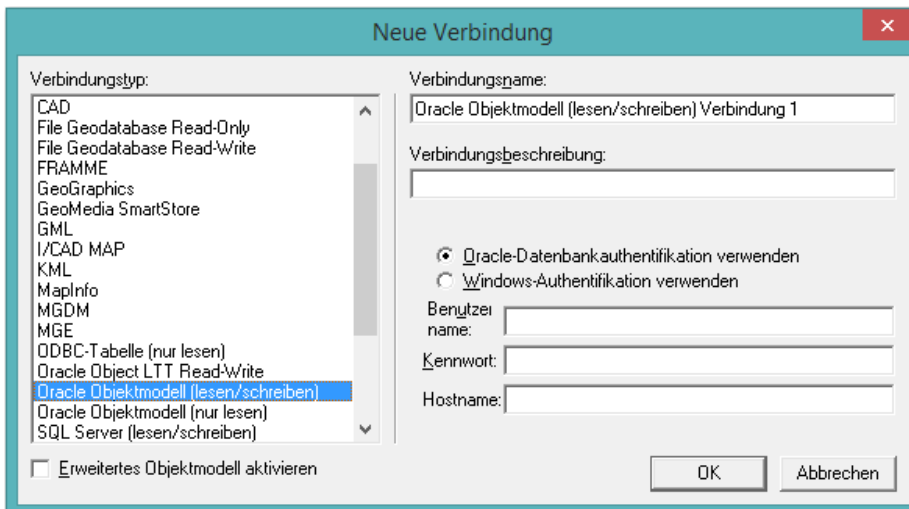 Neue Verbindung
Verbindungstyp:
CAD
File Geodatabase Read-Only
File Geodatabase Read-Write
FRAMME
GeoGraphics
GeoMedia SmartStore
GML
I/CAD MAP
KML
MapInfo
MGDM
MGE
ODBC-Tabelle (nur lesen)
Oracle Object LTT Read-Write
Oracle Objektmodell (lesen/schreiben)
Oracle Objektmodell (nur lesen)
SQL Server (lesen/schreiben)
Erweitertes Objektmodell aktivieren
Verbindungsname:
Oracle Objektmodell (lesen/schreiben) Verbindung 1
Verbindungsbeschreibung:
Oracle-Datenbankauthentifikation verwenden
Windows-Authentifikation verwenden
Benutzer
name:
Kennwort:
Hostname:
OK
Abbrechen